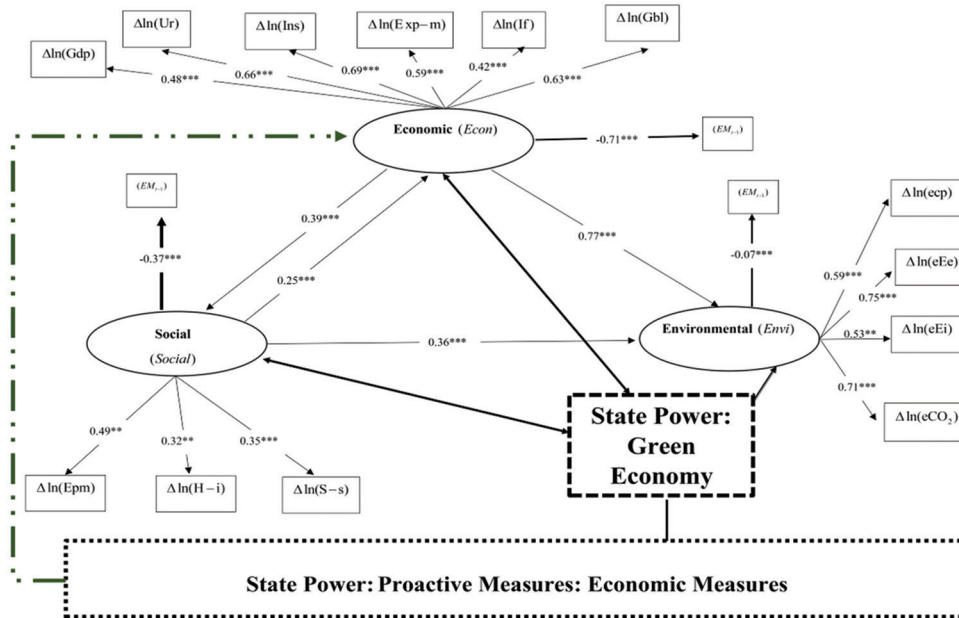 Δln(Gdp)
Δln(Ur)
Δln(Ins)
Δln(E xp−m)
Δln(If)
Δln(Gbl)
0.48***
0.66***
0.69***
0.59***
0.42***
0.63***
Economic (Econ)
-0.71***
(EMₜ₋₁)
(EMₜ₋₁)
(EMₜ₋₁)
Δln(ecp)
0.39***
0.77***
-0.37***
0.25***
-0.07***
0.59***
Δln(eEe)
0.75***
Social
(Social)
0.36***
Environmental (Envi)
0.53**
Δln(eEi)
0.71***
Δln(eCO₂)
0.49**
0.32**
0.35***
Δln(Epm)
Δln(H−i)
Δln(S−s)
State Power:
Green
Economy
State Power: Proactive Measures: Economic Measures